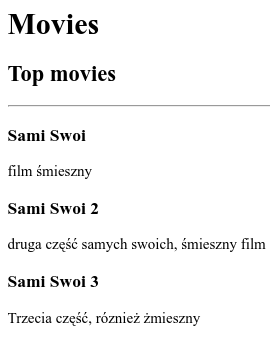 Movies
Top movies
Sami Swoi
film śmieszny
Sami Swoi 2
druga część samych swoich, śmieszny film
Sami Swoi 3
Trzecia część, róznież żmieszny